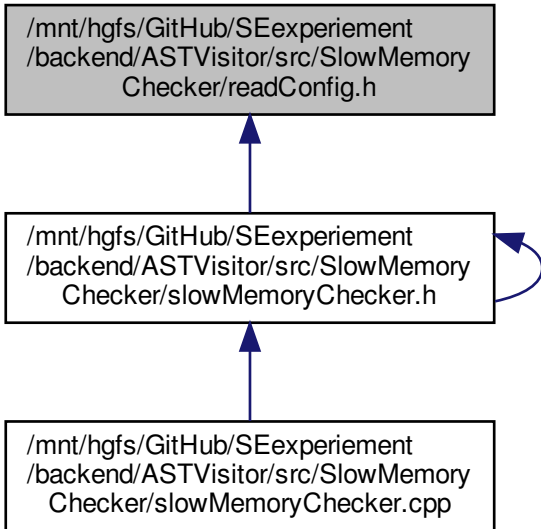 /mnt/hgfs/GitHub/SEexperiement
/backend/ASTVisitor/src/SlowMemory
Checker/readConfig.h
/mnt/hgfs/GitHub/SEexperiement
/backend/ASTVisitor/src/SlowMemory
Checker/slowMemoryChecker.h
/mnt/hgfs/GitHub/SEexperiement
/backend/ASTVisitor/src/SlowMemory
Checker/slowMemoryChecker.cpp